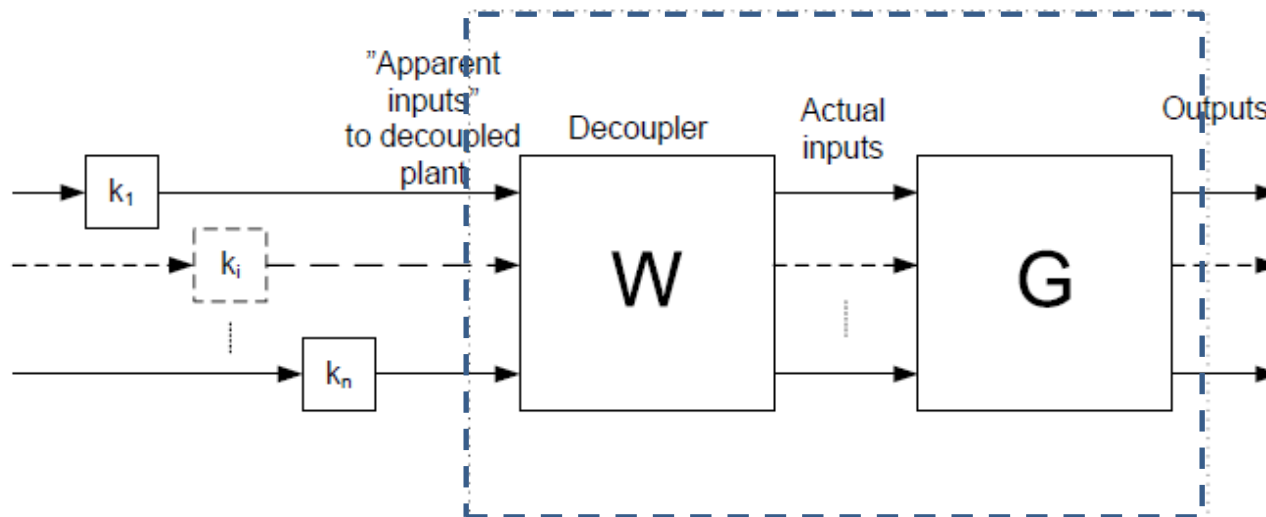 ”Apparent
inputs”
to decoupled
plant
Decoupler
Actual
inputs
Outputs
k₁
kᵢ
kₙ
W
G